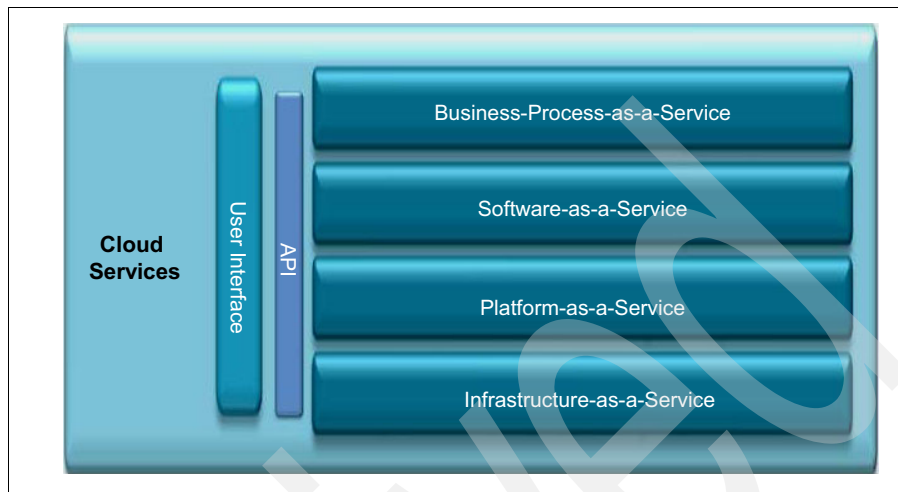 Cloud
Services
User Interface
API
Business-Process-as-a-Service
Software-as-a-Service
Platform-as-a-Service
Infrastructure-as-a-Service